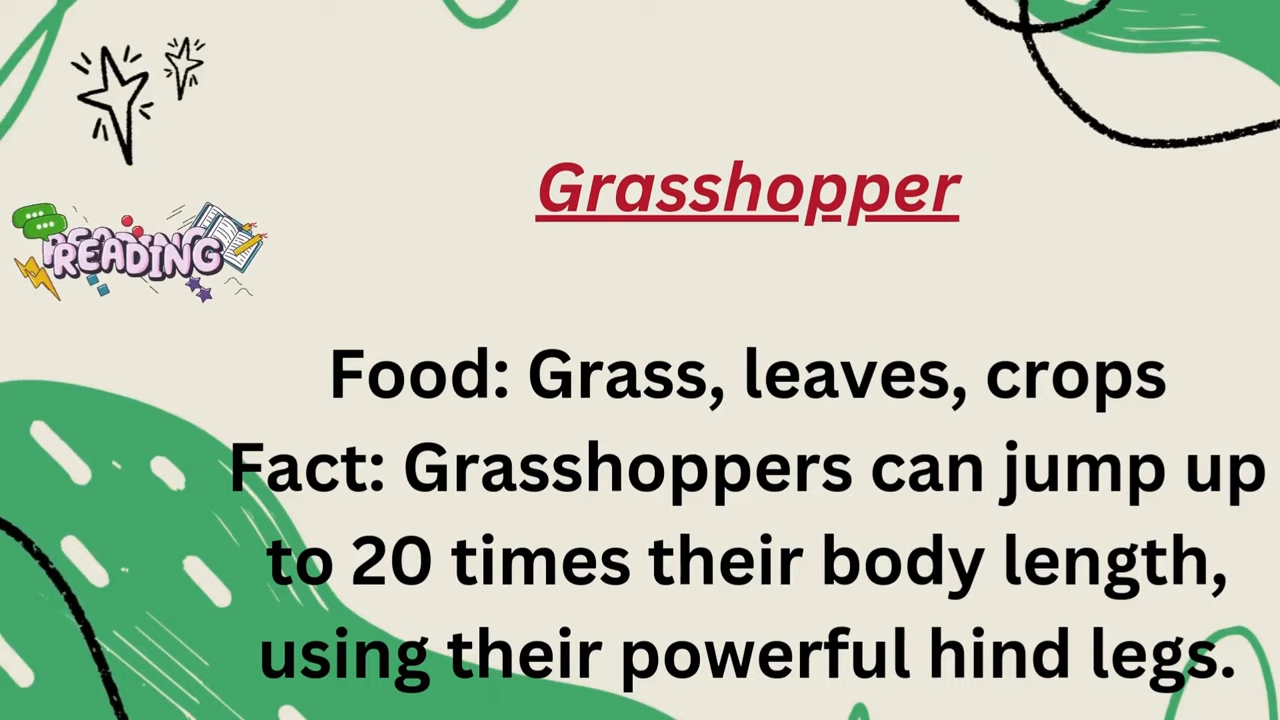 Grasshopper
READING
Food: Grass, leaves, crops
Fact: Grasshoppers can jump up
to 20 times their body length,
using their powerful hind legs.